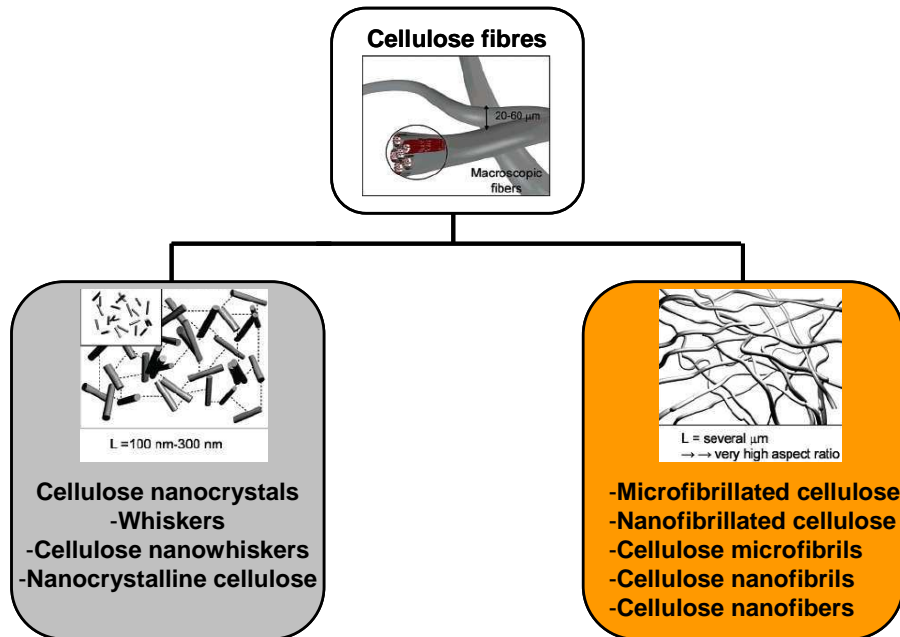 Cellulose fibres
20-60 μm
Macroscopic
fibers
L =100 nm-300 nm
Cellulose nanocrystals
-Whiskers
-Cellulose nanowhiskers
-Nanocrystalline cellulose
L = several μm
→ → very high aspect ratio
-Microfibrillated cellulose
-Nanofibrillated cellulose
-Cellulose microfibrils
-Cellulose nanofibrils
-Cellulose nanofibers